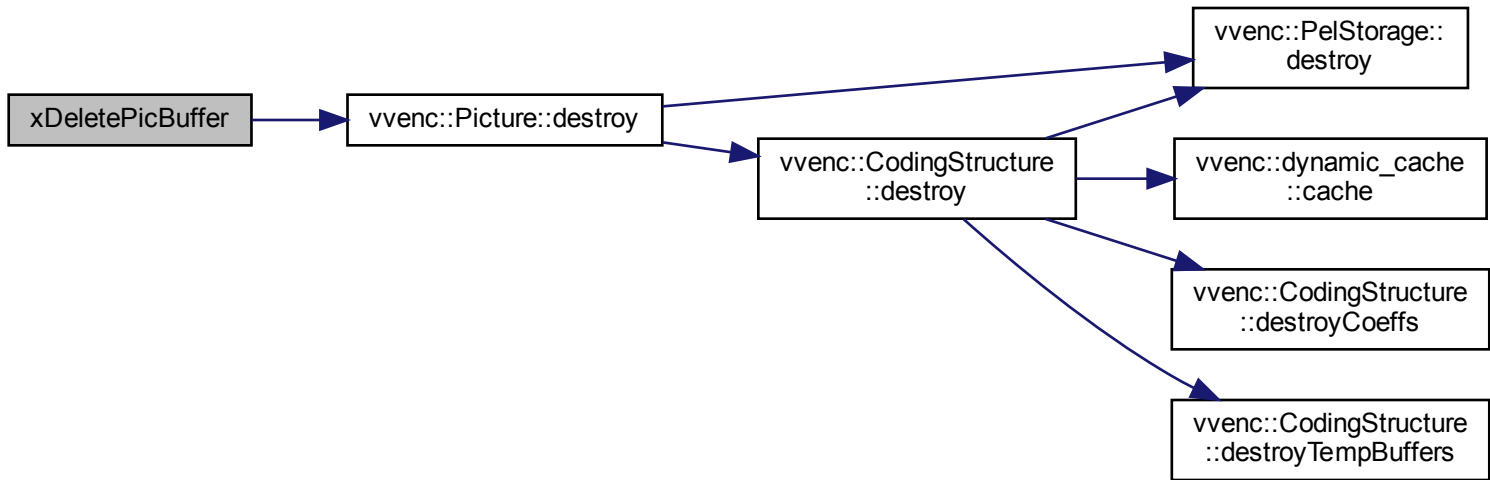 xDeletePicBuffer
vvenc::Picture::destroy
vvenc::PelStorage::
destroy
vvenc::CodingStructure
::destroy
vvenc::dynamic_cache
::cache
vvenc::CodingStructure
::destroyCoeffs
vvenc::CodingStructure
::destroyTempBuffers